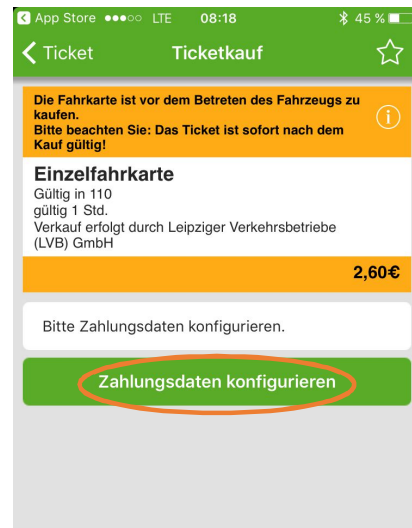 App Store LTE 08:18 45 %
Ticket Ticketkauf
Die Fahrkarte ist vor dem Betreten des Fahrzeugs zu
kaufen.
Bitte beachten Sie: Das Ticket ist sofort nach dem
Kauf gültig!
i
Einzelfahrkarte
Gültig in 110
gültig 1 Std.
Verkauf erfolgt durch Leipziger Verkehrsbetriebe
(LVB) GmbH
2,60€
Bitte Zahlungsdaten konfigurieren.
Zahlungsdaten konfigurieren